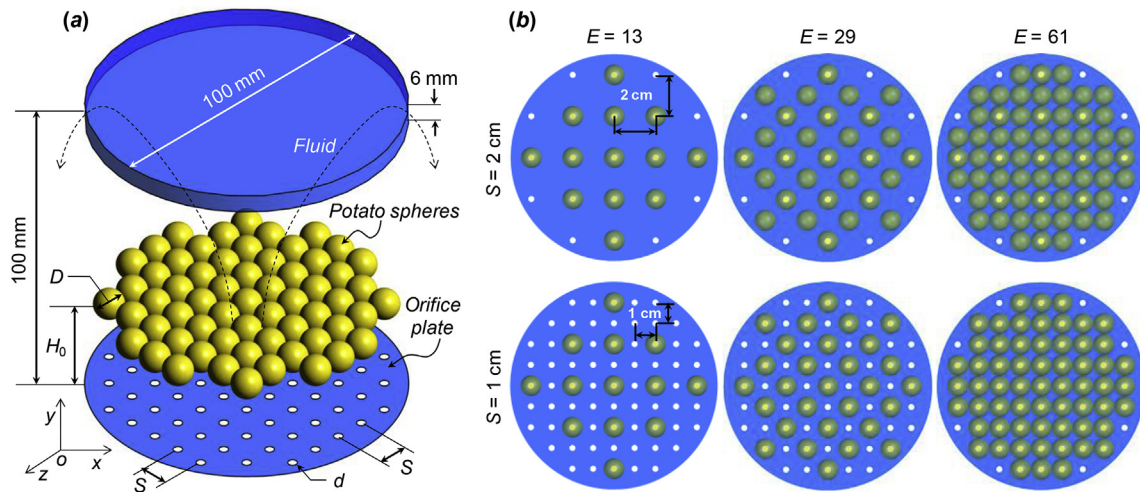 (a)
100 mm
6 mm
Fluid
Potato spheres
100 mm
D
H0
Orifice
plate
y
o
x
z
S
d
S
(b)
E = 13
E = 29
E = 61
S = 2 cm
2 cm
S = 1 cm
1 cm